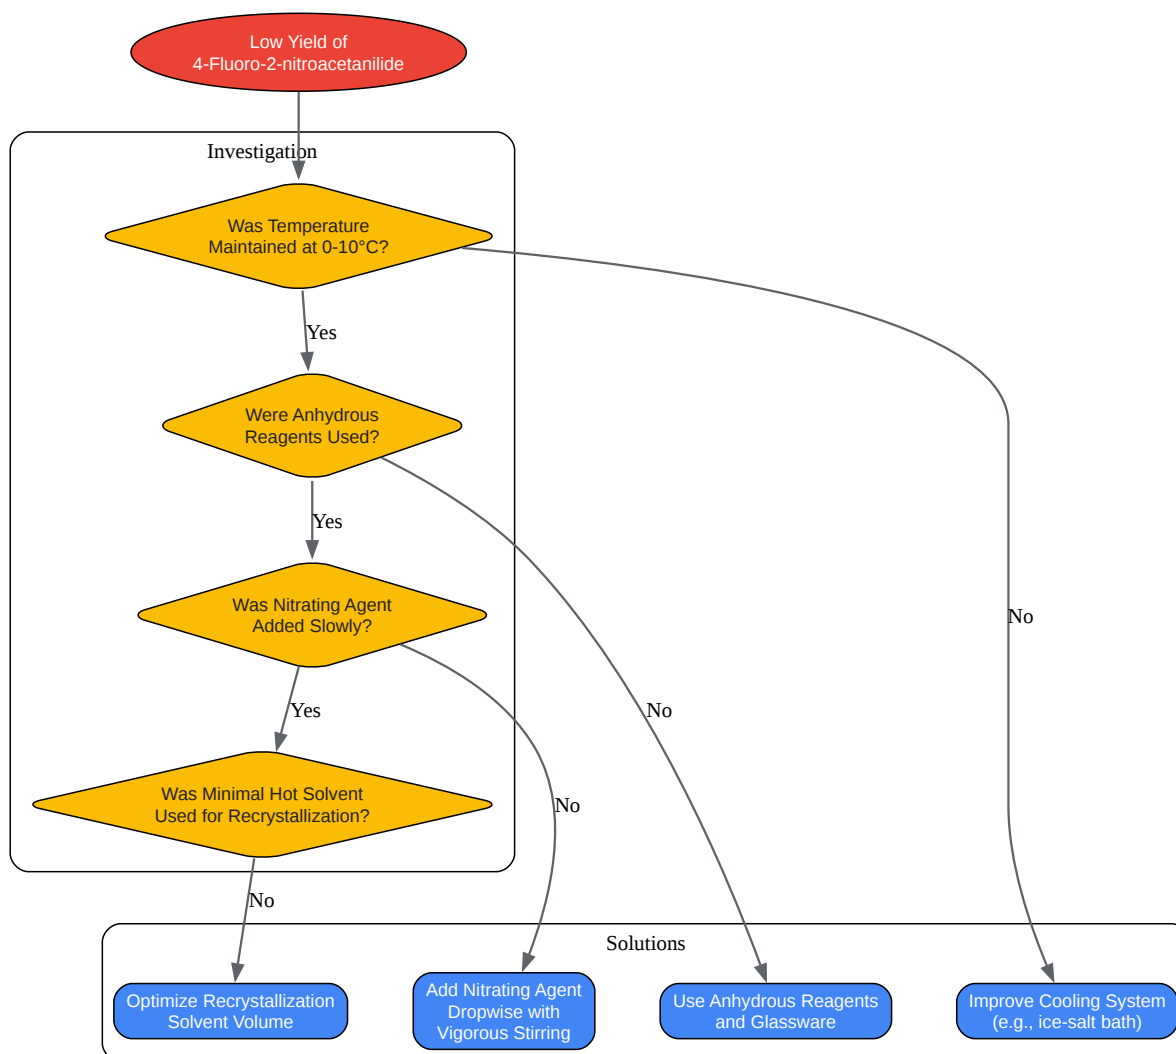 Low Yield of
4-Fluoro-2-nitroacetanilide
Investigation
Was Temperature
Maintained at 0-10°C?
Yes
Were Anhydrous
Reagents Used?
Yes
No
Was Nitrating Agent
Added Slowly?
Yes
No
Was Minimal Hot Solvent
Used for Recrystallization?
No
No
Solutions
Optimize Recrystallization
Solvent Volume
Add Nitrating Agent
Dropwise with
Vigorous Stirring
Use Anhydrous Reagents
and Glassware
Improve Cooling System
(e.g., ice-salt bath)